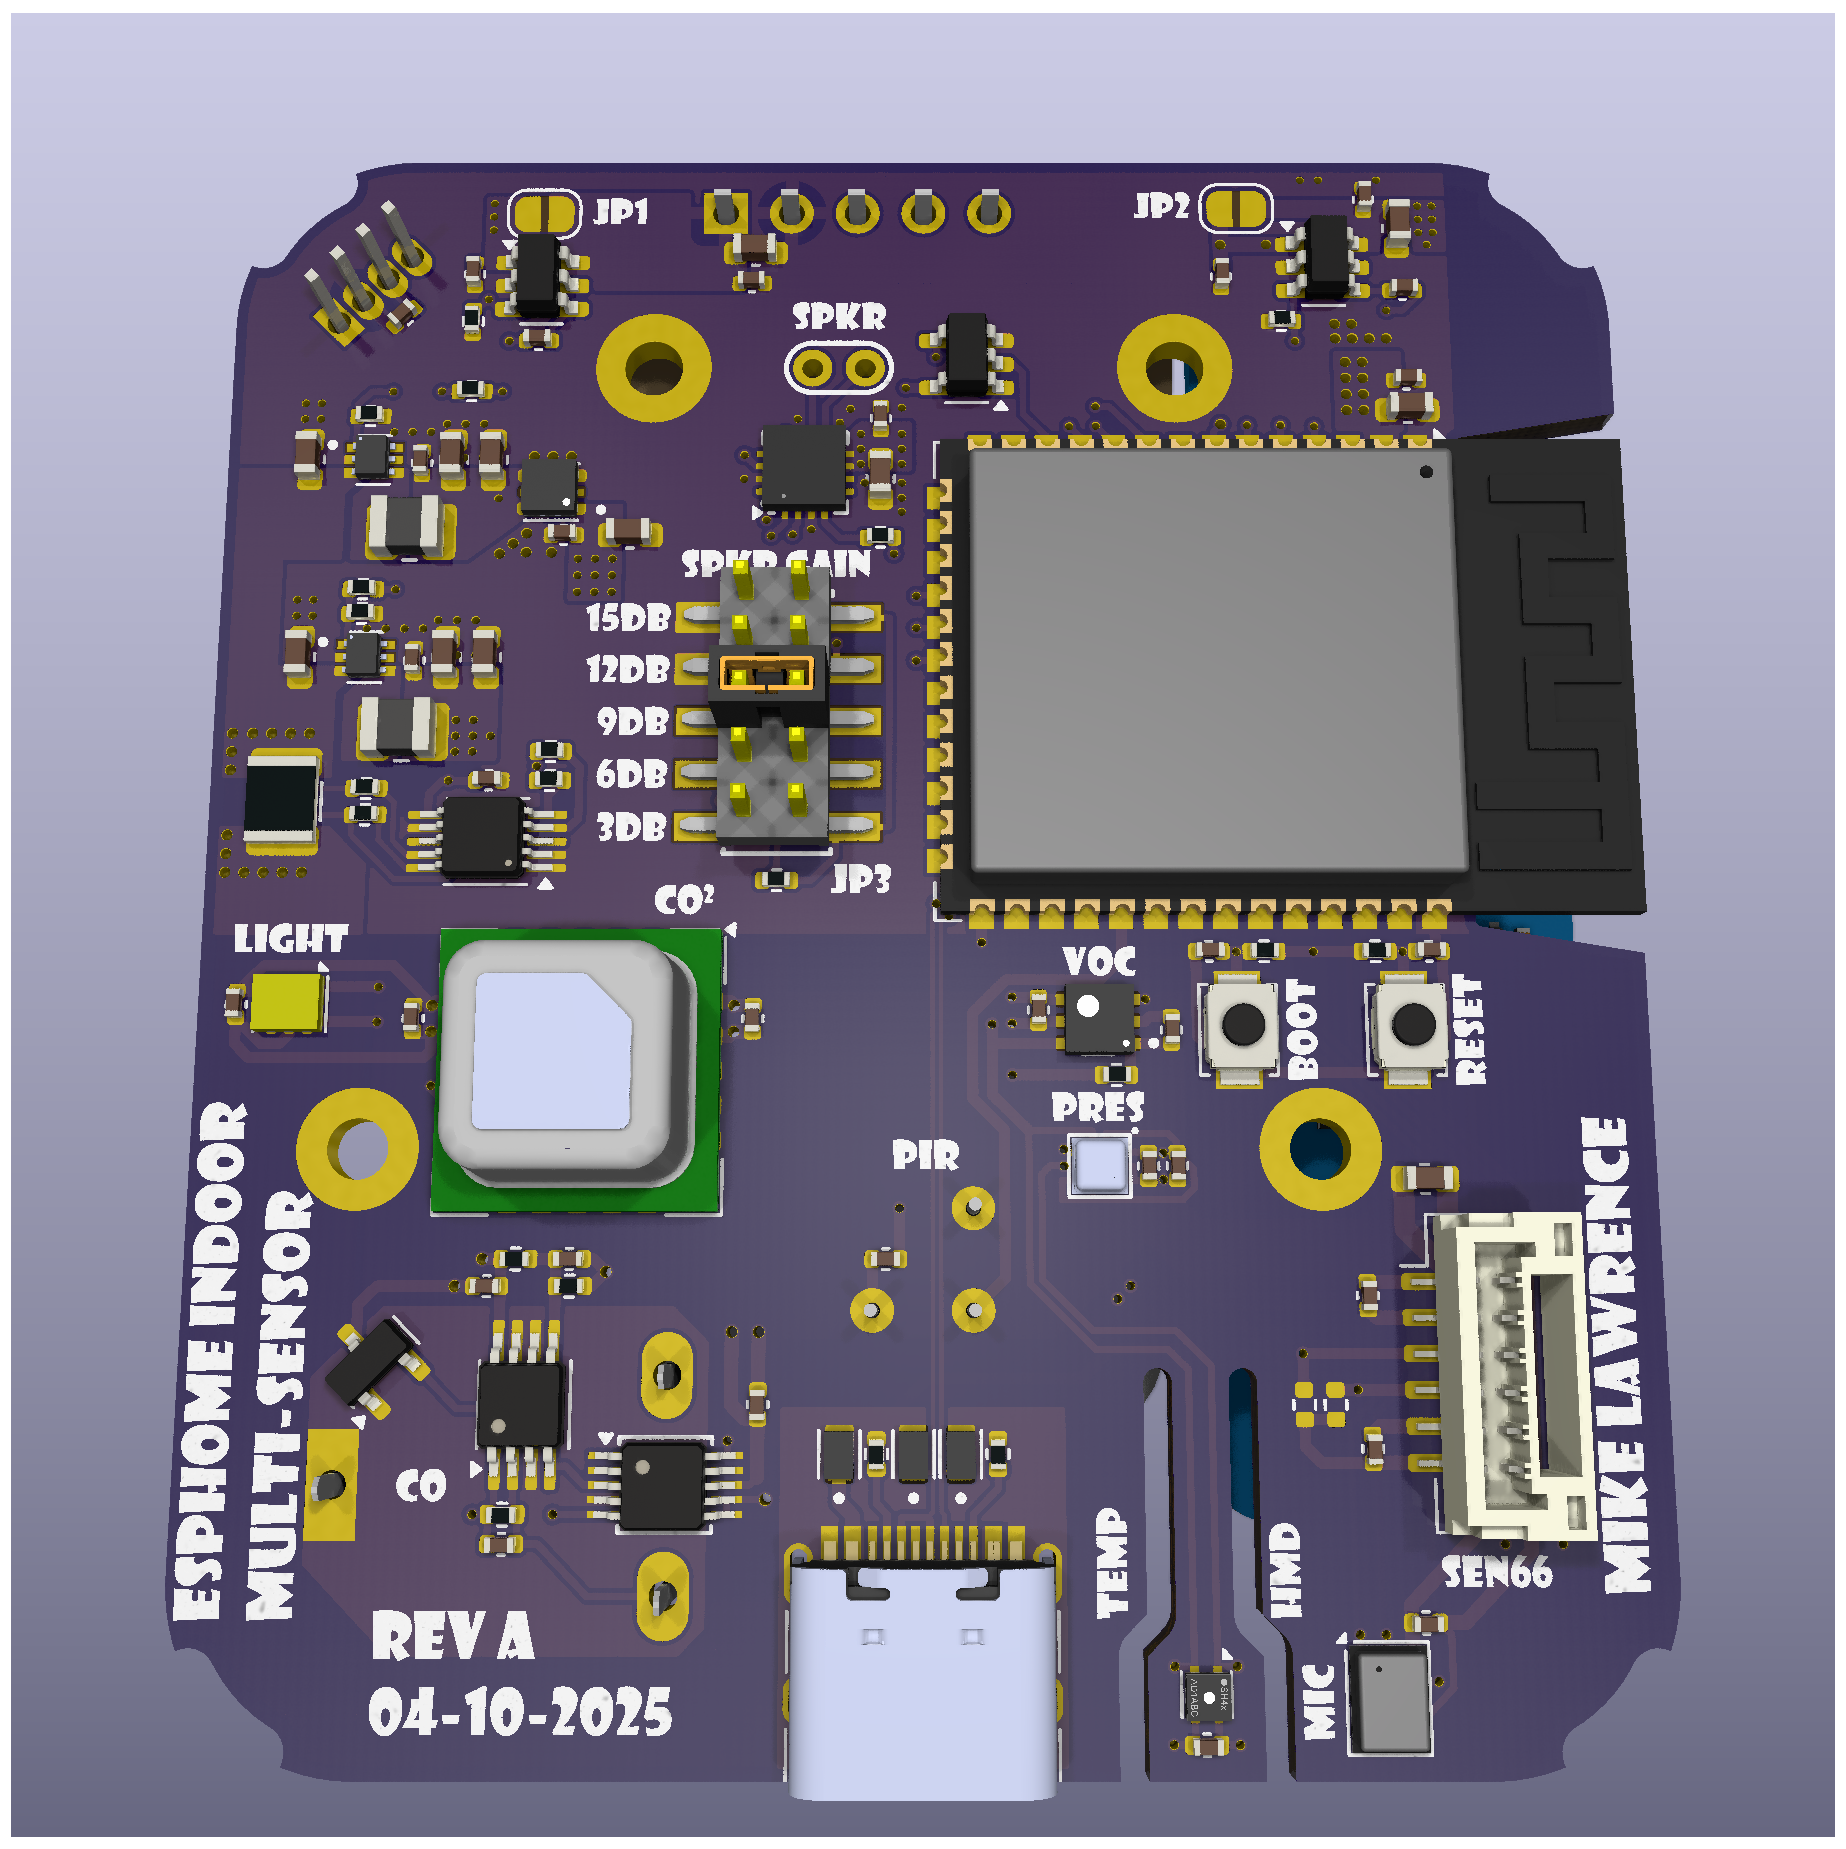 JP1
JP2
SPKR
SPKR GAIN
15DB
12DB
9DB
6DB
3DB
JP3
CO²
LIGHT
VOC
BOOT
RESET
PRES
PIR
ESPHOME INDOOR
MULTI-SENSOR
MIKE LAWRENCE
CO
TEMP
HMD
SEN66
REV A
04-10-2025
MIC
SH4x